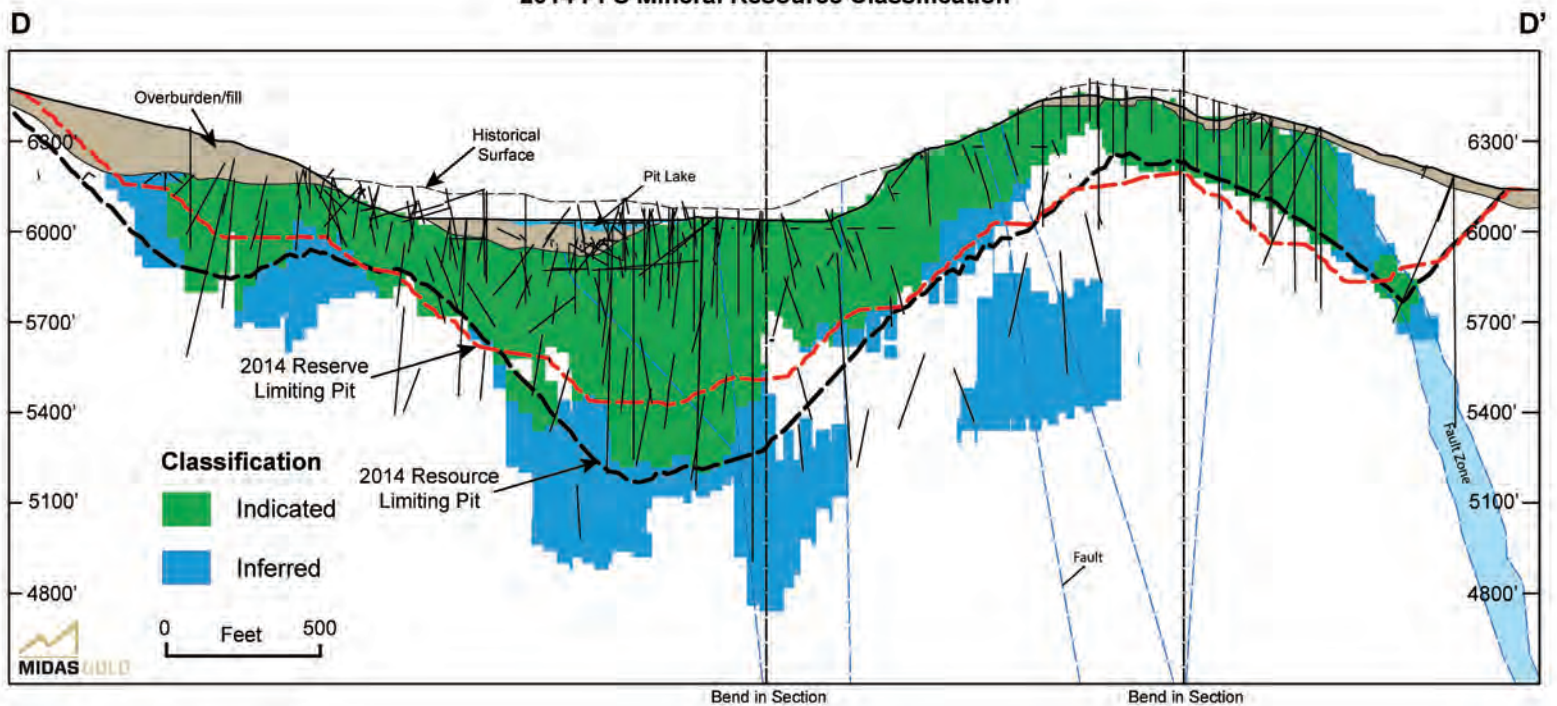 D
D'
Overburden/fill
Historical
Surface
Pit Lake
6300'
6300'
6000'
6000'
5700'
5700'
2014 Reserve
Limiting Pit
5400'
5400'
Classification
2014 Resource
Limiting Pit
Fault Zone
Indicated
5100'
5100'
Inferred
Fault
4800'
4800'
0
Feet
500
MIDAS GOLD
Bend in Section
Bend in Section